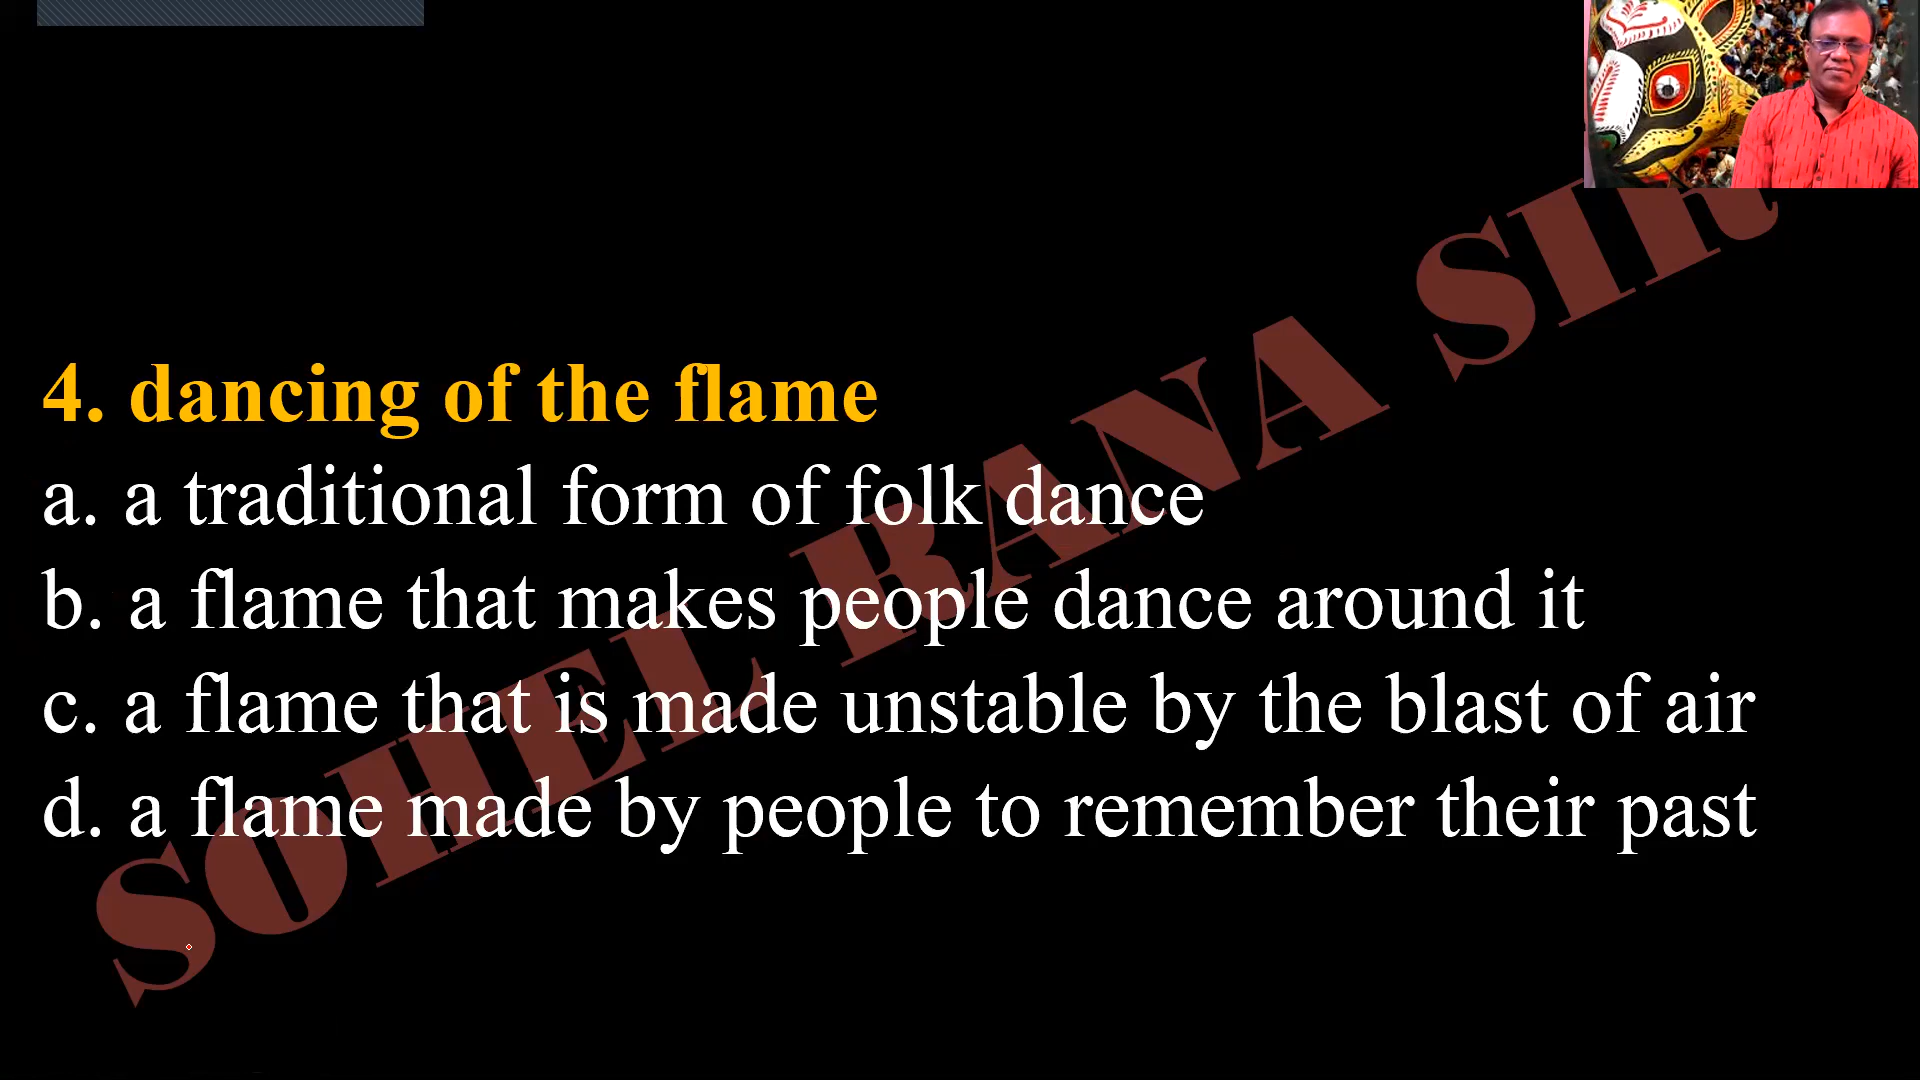 4. dancing of the flame
a. a traditional form of folk dance
b. a flame that makes people dance around it
c. a flame that is made unstable by the blast of air
d. a flame made by people to remember their past
SOHEL RANA SIR